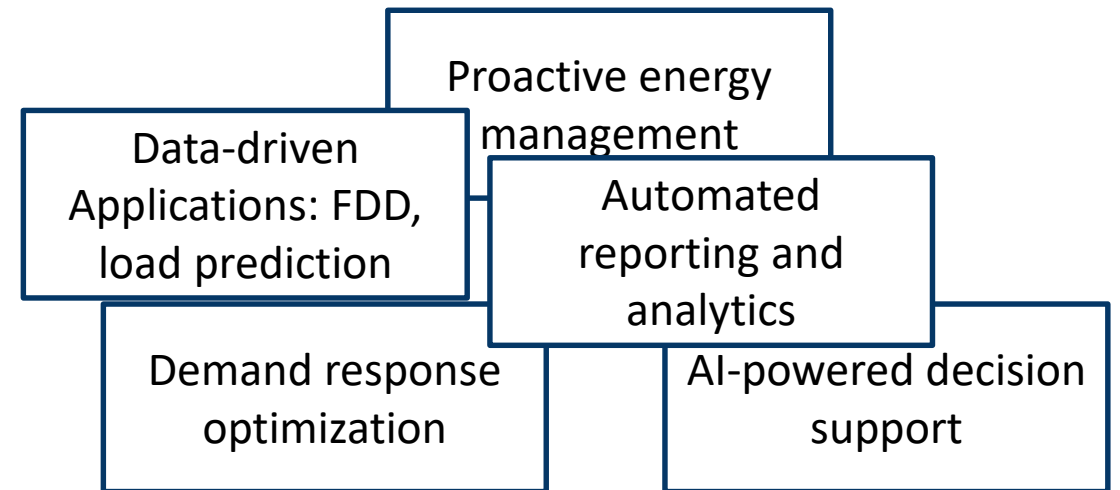 Proactive energy
management
Data-driven
Applications: FDD,
load prediction
Automated
reporting and
analytics
Demand response
optimization
AI-powered decision
support